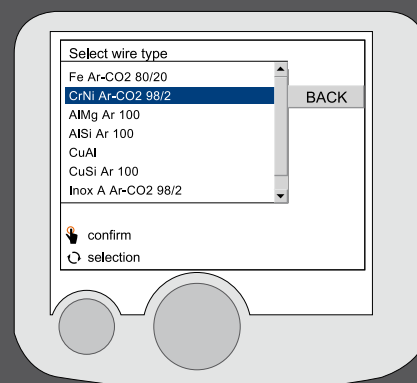 Select wire type
Fe Ar-CO2 80/20
CrNi Ar-CO2 98/2
BACK
AlMg Ar 100
AlSi Ar 100
CuAl
CuSi Ar 100
Inox A Ar-CO2 98/2
confirm
selection